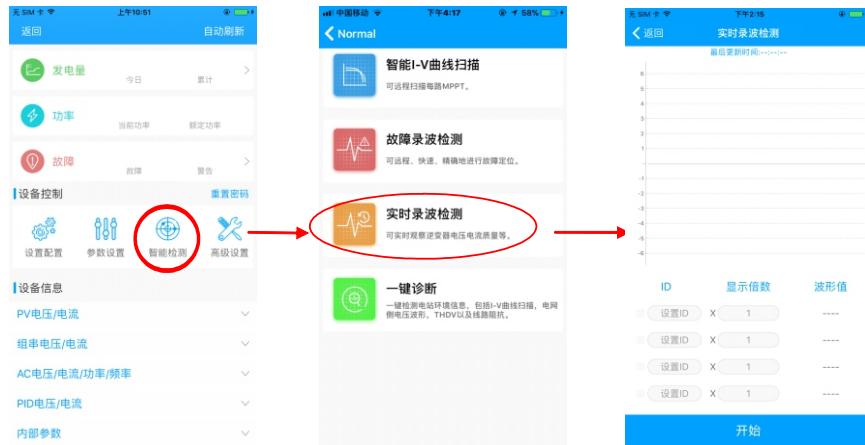 无 SIM 卡
上午10:51
返回
自动刷新
发电量
今日
累计
功率
当前功率
额定功率
故障
故障
警告
设备控制
重置密码
设置配置
参数设置
智能检测
高级设置
设备信息
PV电压/电流
组串电压/电流
AC电压/电流/功率/频率
PID电压/电流
内部参数
中国移动
下午4:17
58%
Normal
智能I-V曲线扫描
可远程扫描每路MPPT。
故障录波检测
可远程、快速、精确地进行故障定位。
实时录波检测
可实时观察逆变器电压电流质量等。
一键诊断
一键检测电站环境信息，包括I-V曲线扫描，电网
侧电压波形，THDV以及线路阻抗。
无 SIM 卡
下午2:15
返回
实时录波检测
最后更新时间:--:--:--
6
5
4
3
2
1
-1
-2
-3
-4
-5
-6
ID
显示倍数
波形值
设置ID X 1 ----
设置ID X 1 ----
设置ID X 1 ----
设置ID X 1 ----
开始